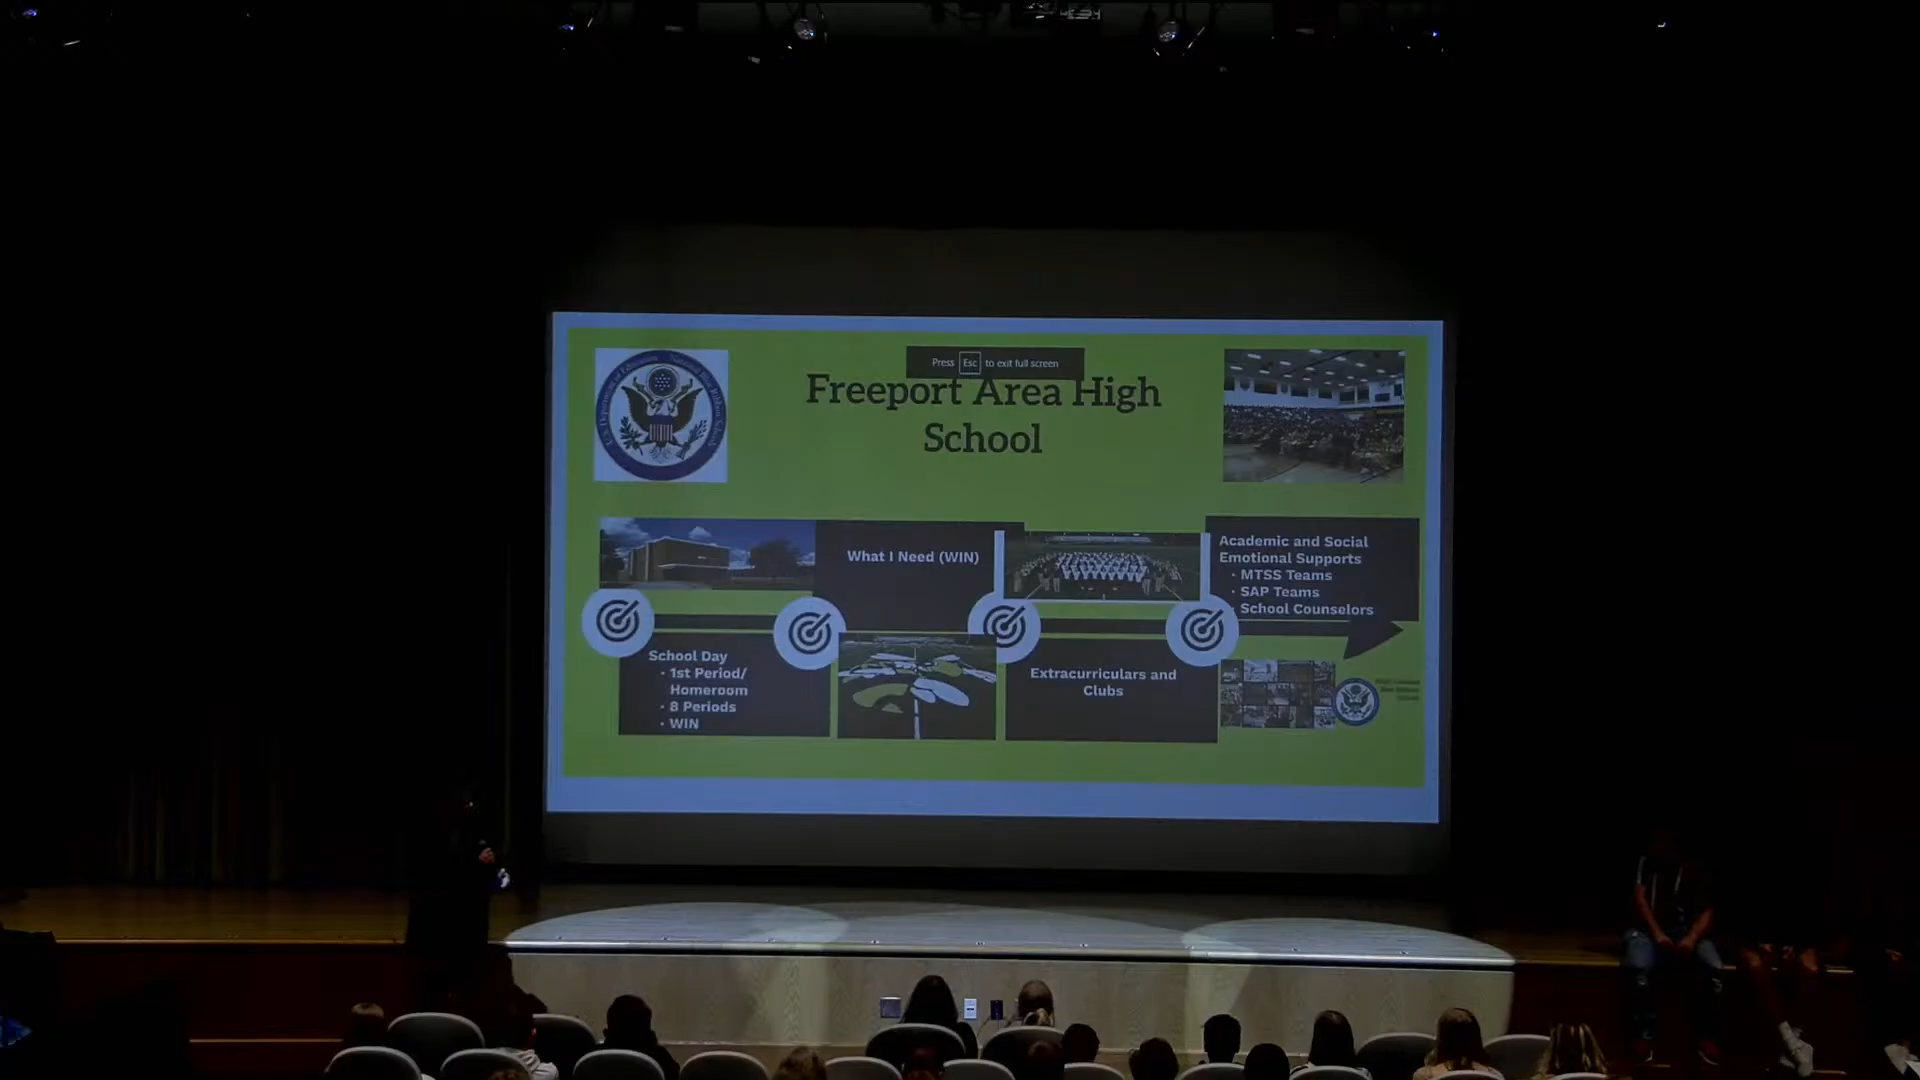 Press Esc to exit full screen
Freeport Area High
School
What I Need (WIN)
Academic and Social
Emotional Supports
· MTSS Teams
· SAP Teams
· School Counselors
School Day
· 1st Period/
Homeroom
· 8 Periods
· WIN
Extracurriculars and
Clubs